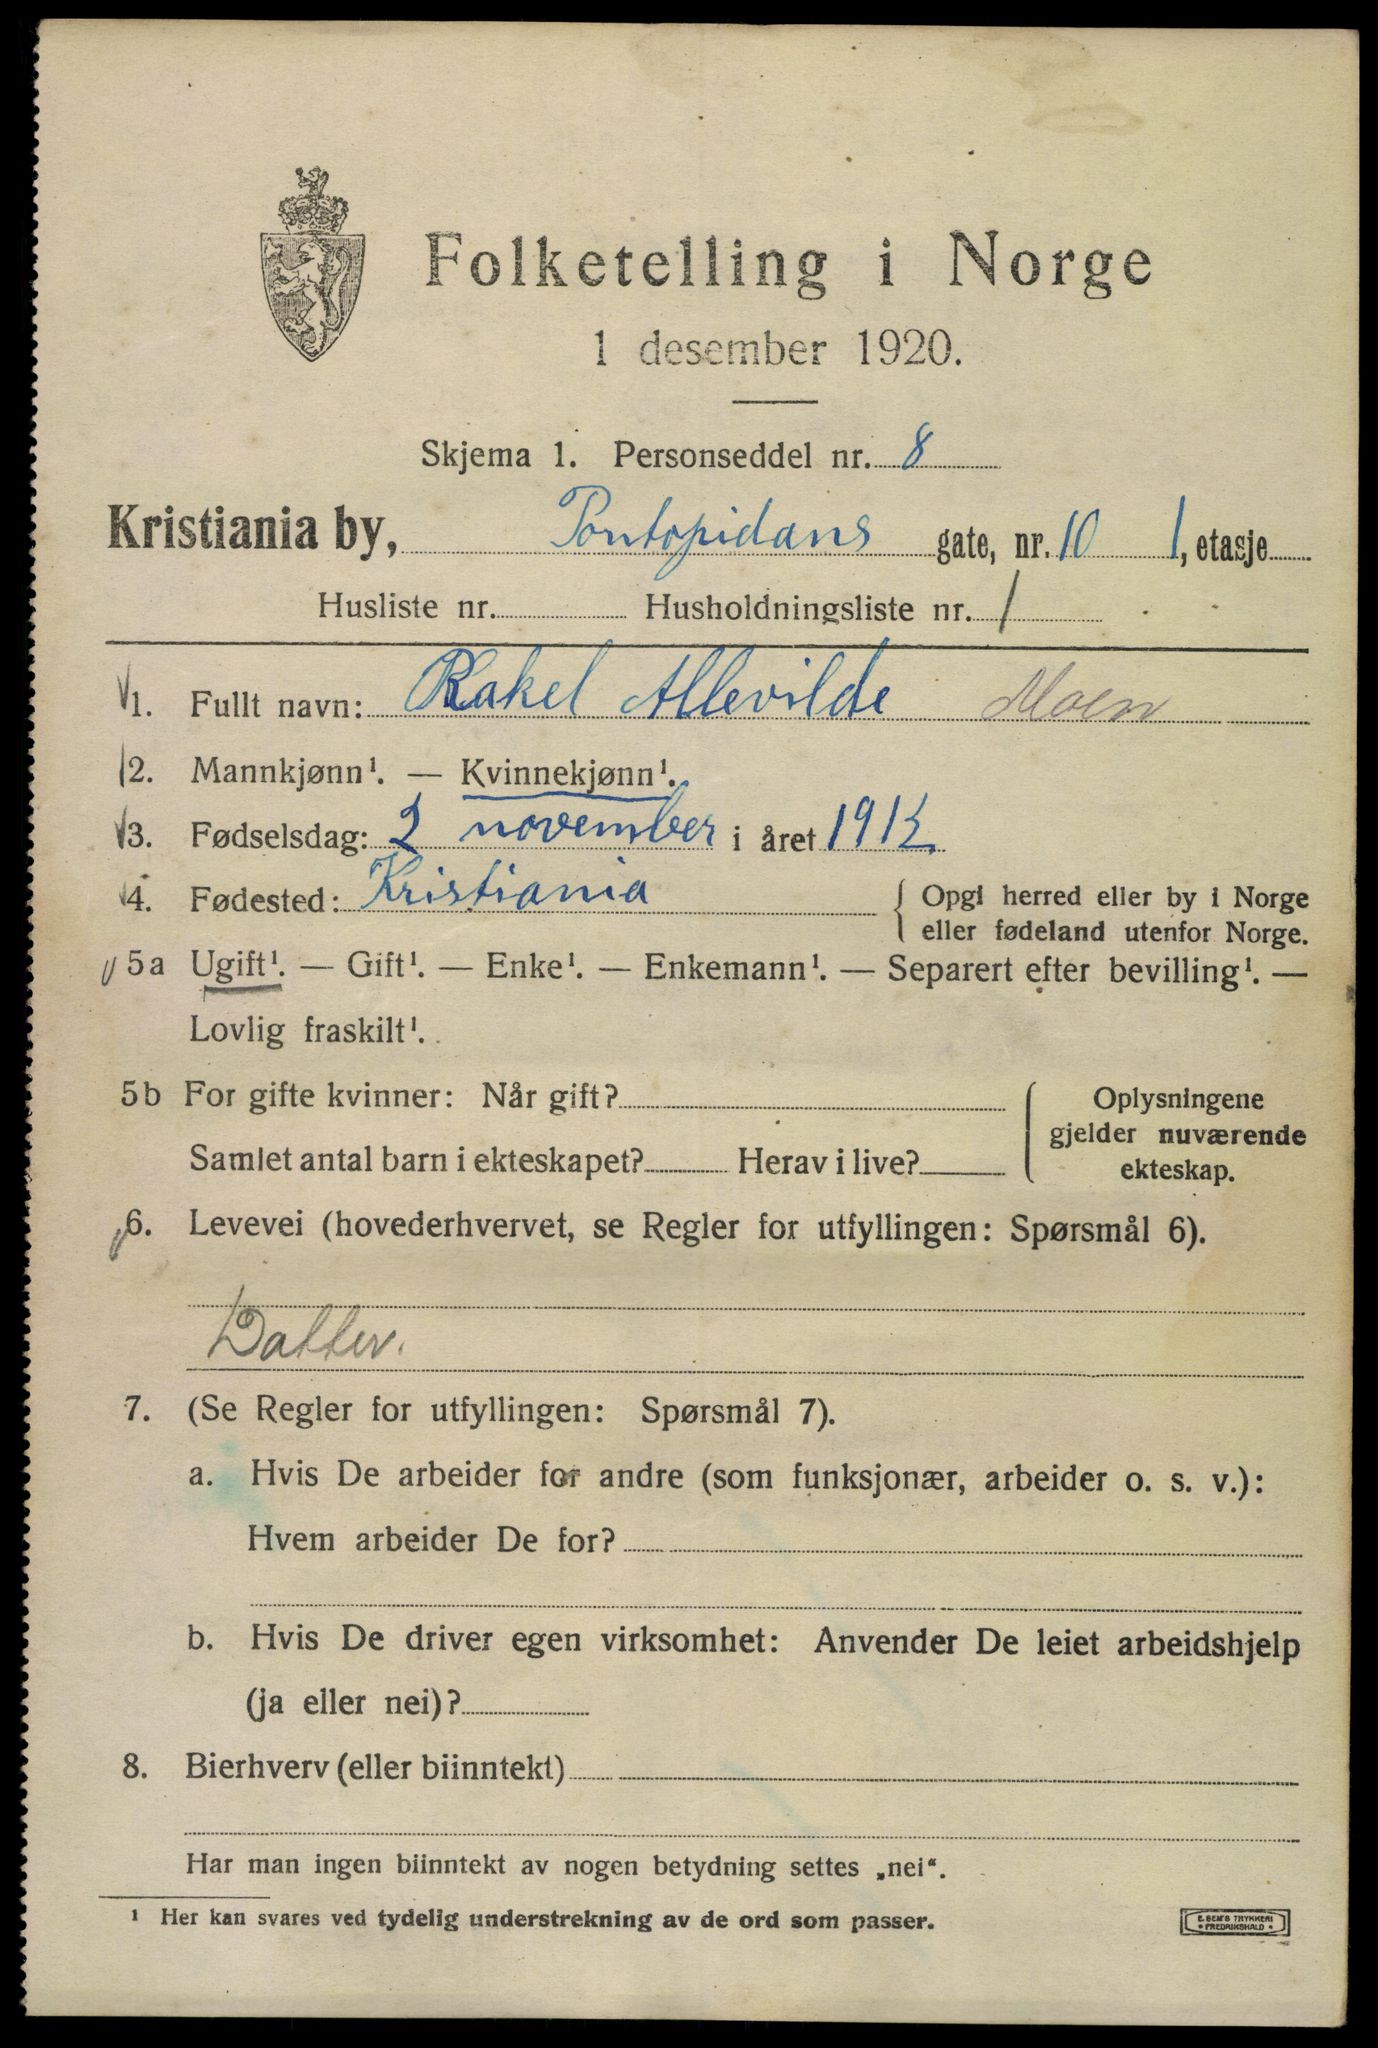 Folketelling i Norge
1 desember 1920.
Skjema 1. Personseddel nr. 8
Kristiania by, Pontopidans gate, nr. 10 1, etasje
Husliste nr. Husholdningsliste nr. 1
1. Fullt navn: Rakel Allevilde Moen
2. Mannkjønn¹. — Kvinnekjønn¹.
3. Fødselsdag: 2 november i året
4. Fødested: Kristiania { Opgi herred eller by i Norge
eller fødeland utenfor Norge.
5a Ugift¹. — Gift¹. — Enke¹. — Enkemann¹. — Separert efter bevilling¹. —
Lovlig fraskilt¹.
5b For gifte kvinner: Når gift?
Samlet antal barn i ekteskapet? Herav i live?
Oplysningene
gjelder nuværende
ekteskap.
6. Levevei (hovederhvervet, se Regler for utfyllingen: Spørsmål 6).
Datter.
7. (Se Regler for utfyllingen: Spørsmål 7).
a. Hvis De arbeider for andre (som funksjonær, arbeider o. s. v.):
Hvem arbeider De for?
b. Hvis De driver egen virksomhet: Anvender De leiet arbeidshjelp
(ja eller nei)?
8. Bierhverv (eller biinntekt)
Har man ingen biinntekt av nogen betydning settes „nei“.
¹ Her kan svares ved tydelig understrekning av de ord som passer.
E. SEM'S TRYKKERI
* FREDRIKSHALD *